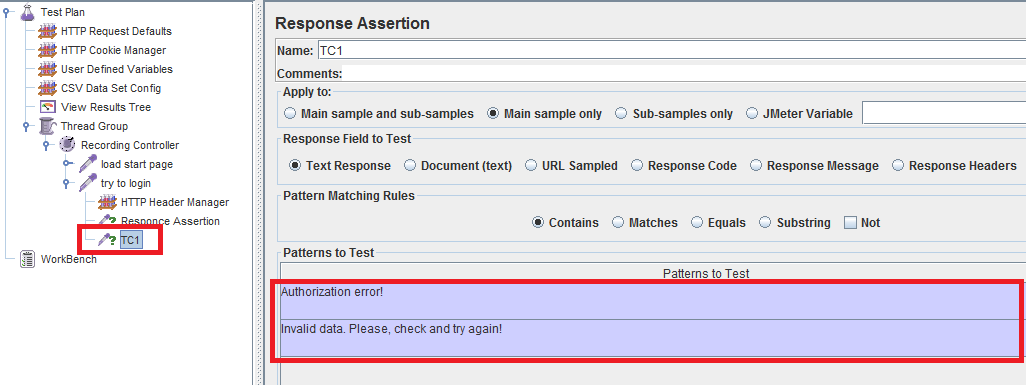 Test Plan
HTTP Request Defaults
HTTP Cookie Manager
User Defined Variables
CSV Data Set Config
View Results Tree
Thread Group
Recording Controller
load start page
try to login
HTTP Header Manager
Responce Assertion
TC1
WorkBench
Response Assertion
Name: TC1
Comments:
Apply to:
Main sample and sub-samples Main sample only Sub-samples only JMeter Variable
Response Field to Test
Text Response Document (text) URL Sampled Response Code Response Message Response Headers
Pattern Matching Rules
Contains Matches Equals Substring Not
Patterns to Test
Patterns to Test
Authorization error!
Invalid data. Please, check and try again!